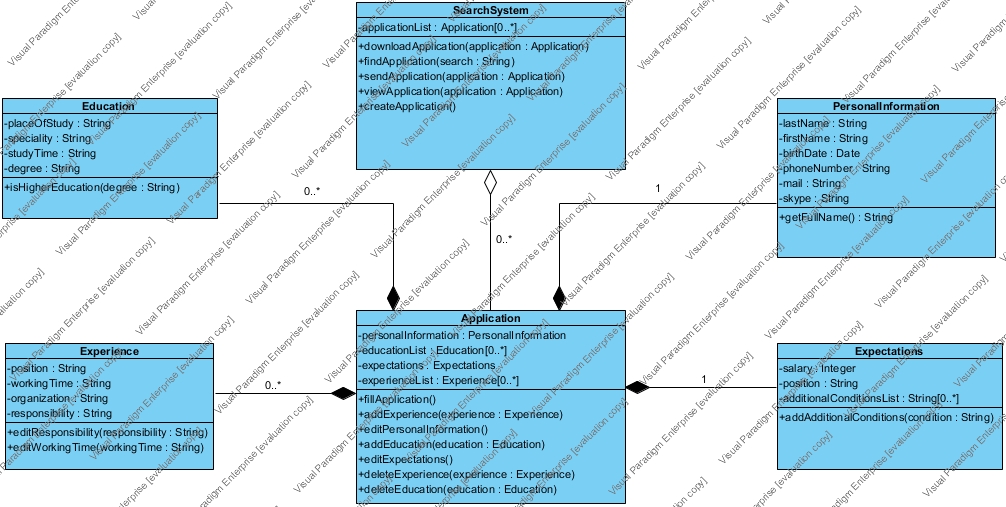 SearchSystem
-applicationList : Application[0..*]
+downloadApplication(application : Application)
+findApplication(search : String)
+sendApplication(application : Application)
+viewApplication(application : Application)
+createApplication()
Education
-placeOfStudy : String
-speciality : String
-studyTime : String
-degree : String
+isHigherEducation(degree : String)
PersonalInformation
-lastName : String
-firstName : String
-birthDate : Date
-phoneNumber : String
-mail : String
-skype : String
+getFullName() : String
0..*
1
0..*
Application
-personalInformation : PersonalInformation
-educationList : Education[0..*]
-expectations : Expectations
-experienceList : Experience[0..*]
+fillApplication()
+addExperience(experience : Experience)
+editPersonalInformation()
+addEducation(education : Education)
+editExpectations()
+deleteExperience(experience : Experience)
+deleteEducation(education : Education)
Experience
-position : String
-workingTime : String
-organization : String
-responsibility : String
+editResponsibility(responsibility : String)
+editWorkingTime(workingTime : String)
0..*
1
Expectations
-salary : Integer
-position : String
-additionalConditionsList : String[0..*]
+addAdditionalConditions(condition : String)
Visual Paradigm Enterprise [evaluation copy]